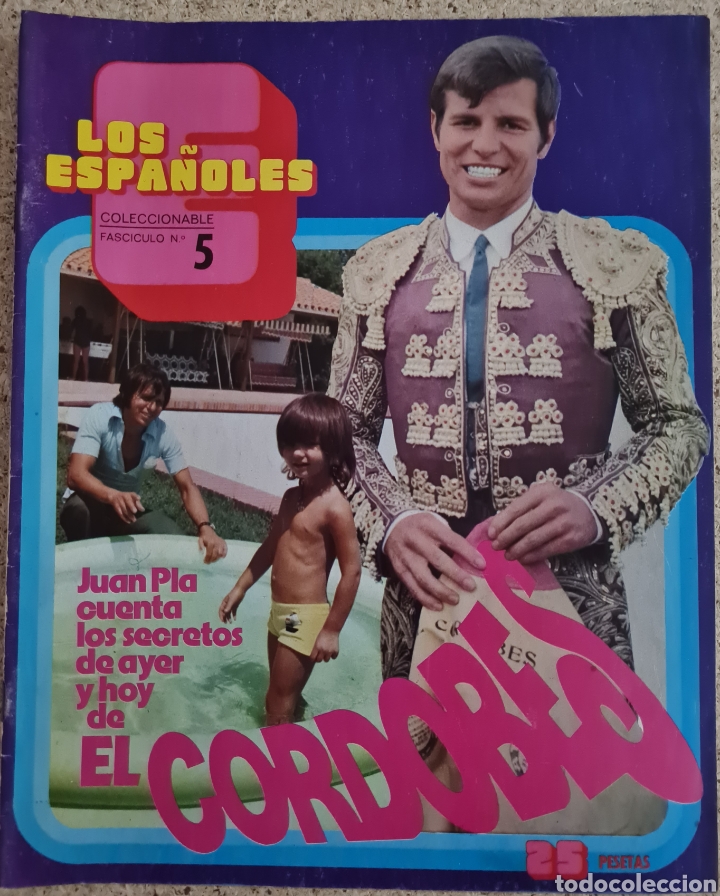 LOS
ESPAÑOLES
COLECCIONABLE
FASCICULO N.º 5
Juan Pla
cuenta
los secretos
de ayer
y hoy
de
EL CORDOBES
25 PESETAS
todocoleccion